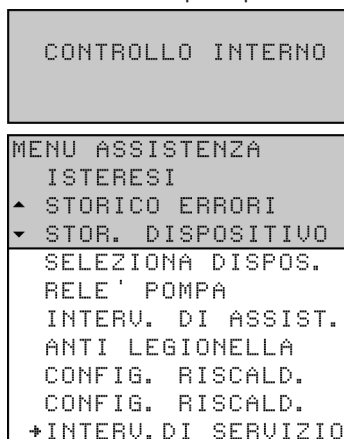 CONTROLLO INTERNO
MENU ASSISTENZA
ISTERESI
STORICO ERRORI
STOR. DISPOSITIVO
SELEZIONA DISPOS.
RELE' POMPA
INTERV. DI ASSIST.
ANTI LEGIONELLA
CONFIG. RISCALD.
CONFIG. RISCALD.
INTERV.DI SERVIZIO